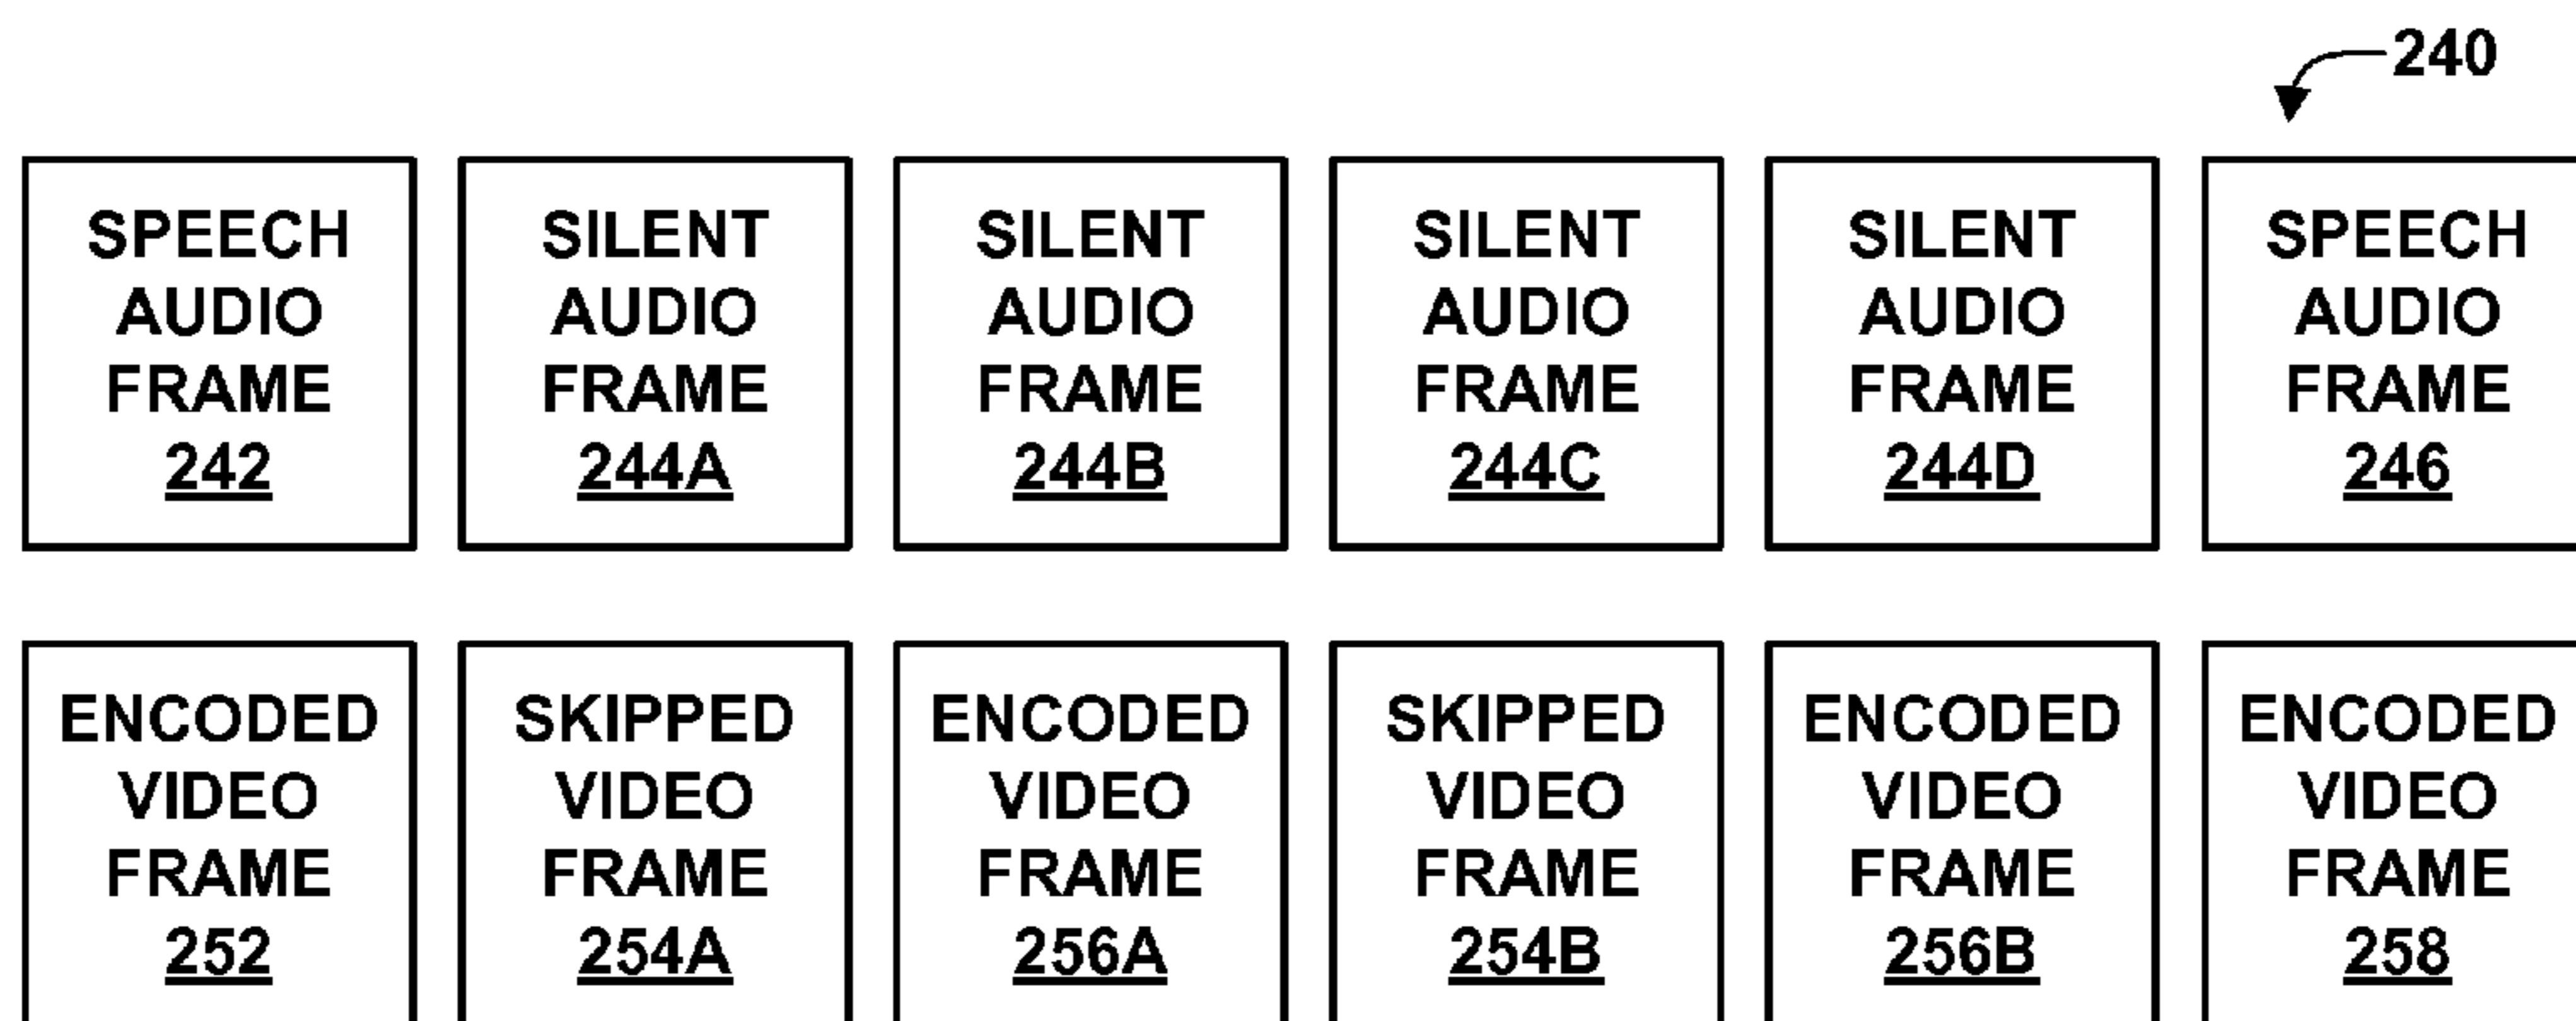 240
SPEECH
AUDIO
FRAME
242
SILENT
AUDIO
FRAME
244A
SILENT
AUDIO
FRAME
244B
SILENT
AUDIO
FRAME
244C
SILENT
AUDIO
FRAME
244D
SPEECH
AUDIO
FRAME
246
ENCODED
VIDEO
FRAME
252
SKIPPED
VIDEO
FRAME
254A
ENCODED
VIDEO
FRAME
256A
SKIPPED
VIDEO
FRAME
254B
ENCODED
VIDEO
FRAME
256B
ENCODED
VIDEO
FRAME
258